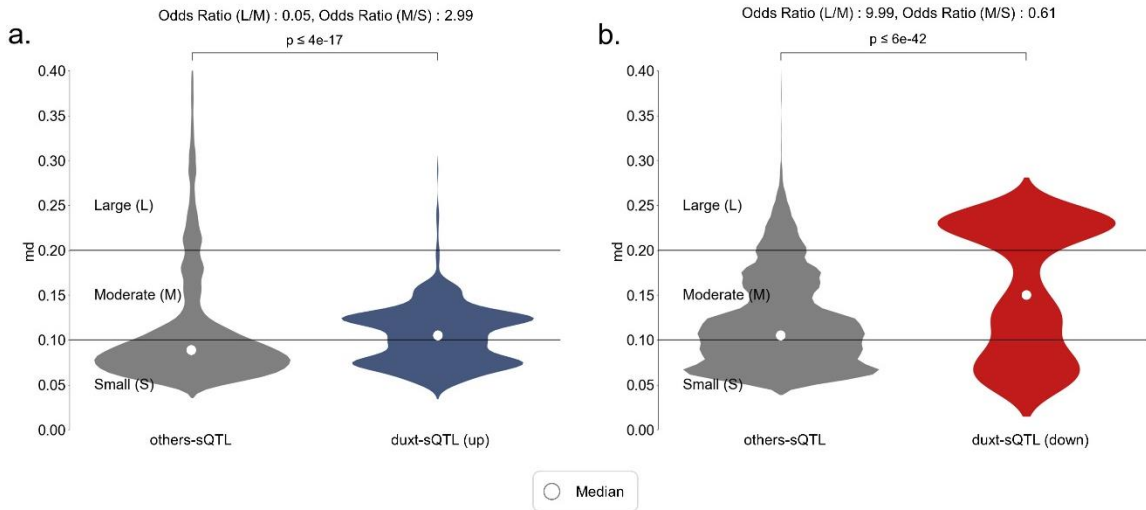 Odds Ratio (L/M) : 0.05, Odds Ratio (M/S) : 2.99
a.
p ≤ 4e-17
0.40
0.35
0.30
0.25
0.20
0.15
0.10
0.05
0.00
md
Large (L)
Moderate (M)
Small (S)
others-sQTL
duxt-sQTL (up)
Odds Ratio (L/M) : 9.99, Odds Ratio (M/S) : 0.61
b.
p ≤ 6e-42
0.40
0.35
0.30
0.25
0.20
0.15
0.10
0.05
0.00
md
Large (L)
Moderate (M)
Small (S)
others-sQTL
duxt-sQTL (down)
Median